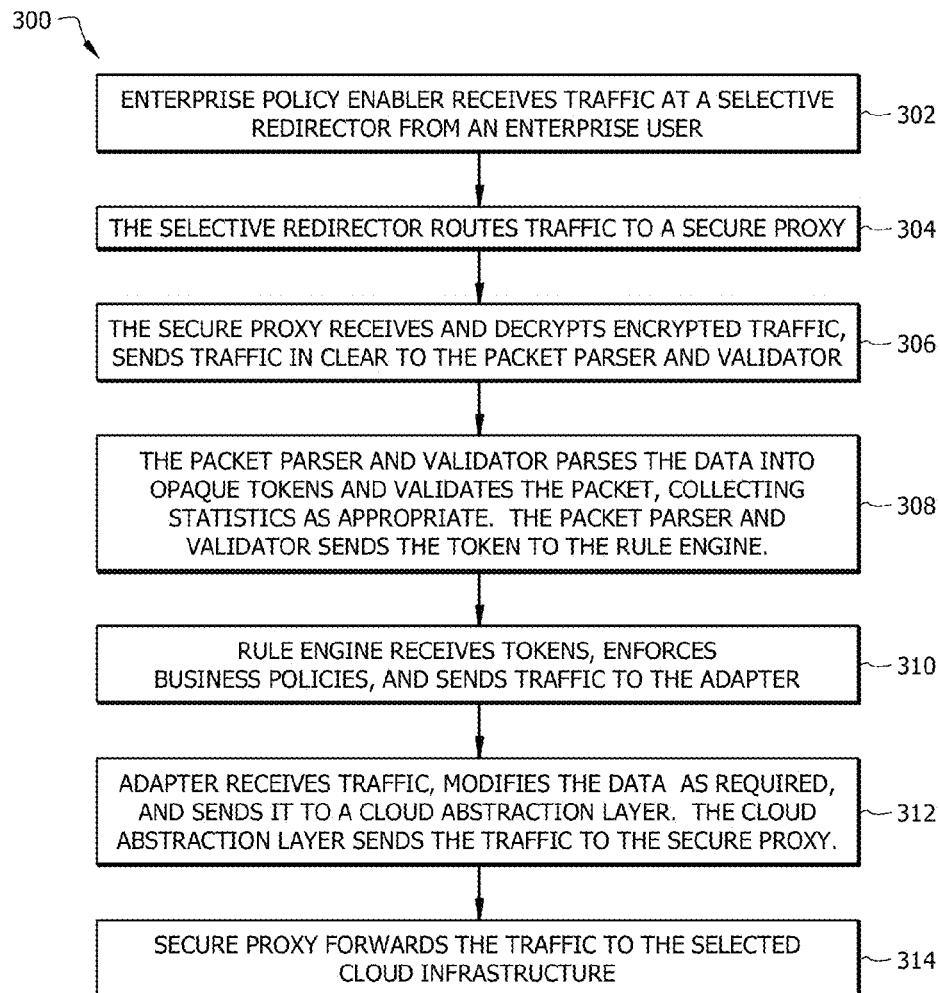 300
ENTERPRISE POLICY ENABLER RECEIVES TRAFFIC AT A SELECTIVE
REDIRECTOR FROM AN ENTERPRISE USER
302
THE SELECTIVE REDIRECTOR ROUTES TRAFFIC TO A SECURE PROXY
304
THE SECURE PROXY RECEIVES AND DECRYPTS ENCRYPTED TRAFFIC,
SENDS TRAFFIC IN CLEAR TO THE PACKET PARSER AND VALIDATOR
306
THE PACKET PARSER AND VALIDATOR PARSES THE DATA INTO
OPAQUE TOKENS AND VALIDATES THE PACKET, COLLECTING
STATISTICS AS APPROPRIATE. THE PACKET PARSER AND
VALIDATOR SENDS THE TOKEN TO THE RULE ENGINE.
308
RULE ENGINE RECEIVES TOKENS, ENFORCES
BUSINESS POLICIES, AND SENDS TRAFFIC TO THE ADAPTER
310
ADAPTER RECEIVES TRAFFIC, MODIFIES THE DATA AS REQUIRED,
AND SENDS IT TO A CLOUD ABSTRACTION LAYER. THE CLOUD
ABSTRACTION LAYER SENDS THE TRAFFIC TO THE SECURE PROXY.
312
SECURE PROXY FORWARDS THE TRAFFIC TO THE SELECTED
CLOUD INFRASTRUCTURE
314